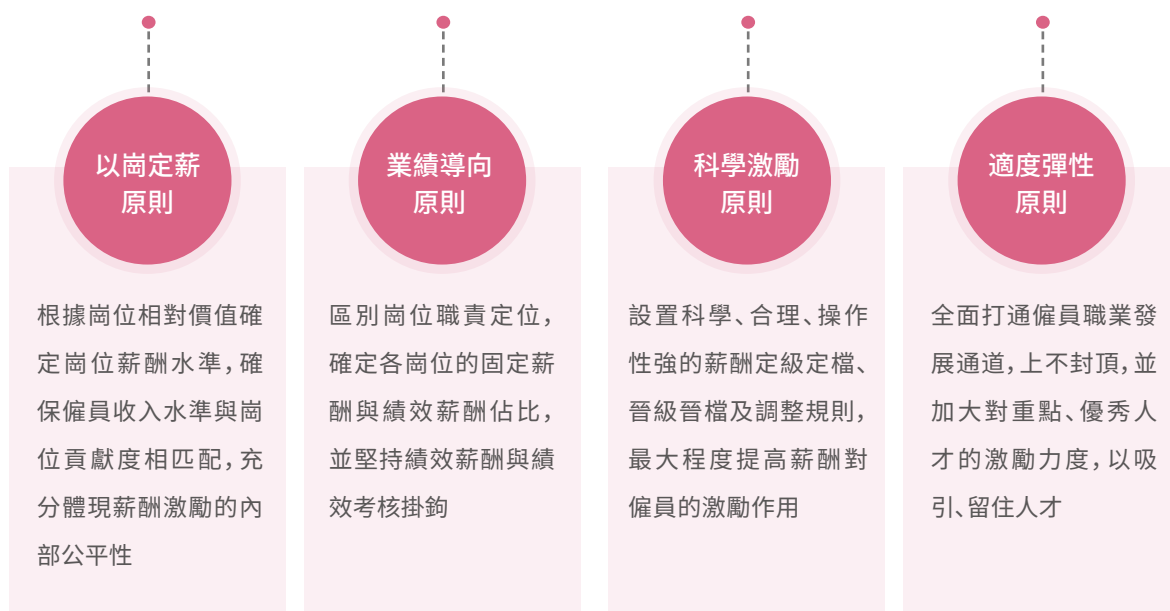 以崗定薪
原則
根據崗位相對價值確
定崗位薪酬水準，確
保僱員收入水準與崗
位貢獻度相匹配，充
分體現薪酬激勵的內
部公平性
業績導向
原則
區別崗位職責定位，
確定各崗位的固定薪
酬與績效薪酬佔比，
並堅持績效薪酬與績
效考核掛鉤
科學激勵
原則
設置科學、合理、操作
性強的薪酬定級定檔、
晉級晉檔及調整規則，
最大程度提高薪酬對
僱員的激勵作用
適度彈性
原則
全面打通僱員職業發
展通道，上不封頂，並
加大對重點、優秀人
才的激勵力度，以吸
引、留住人才